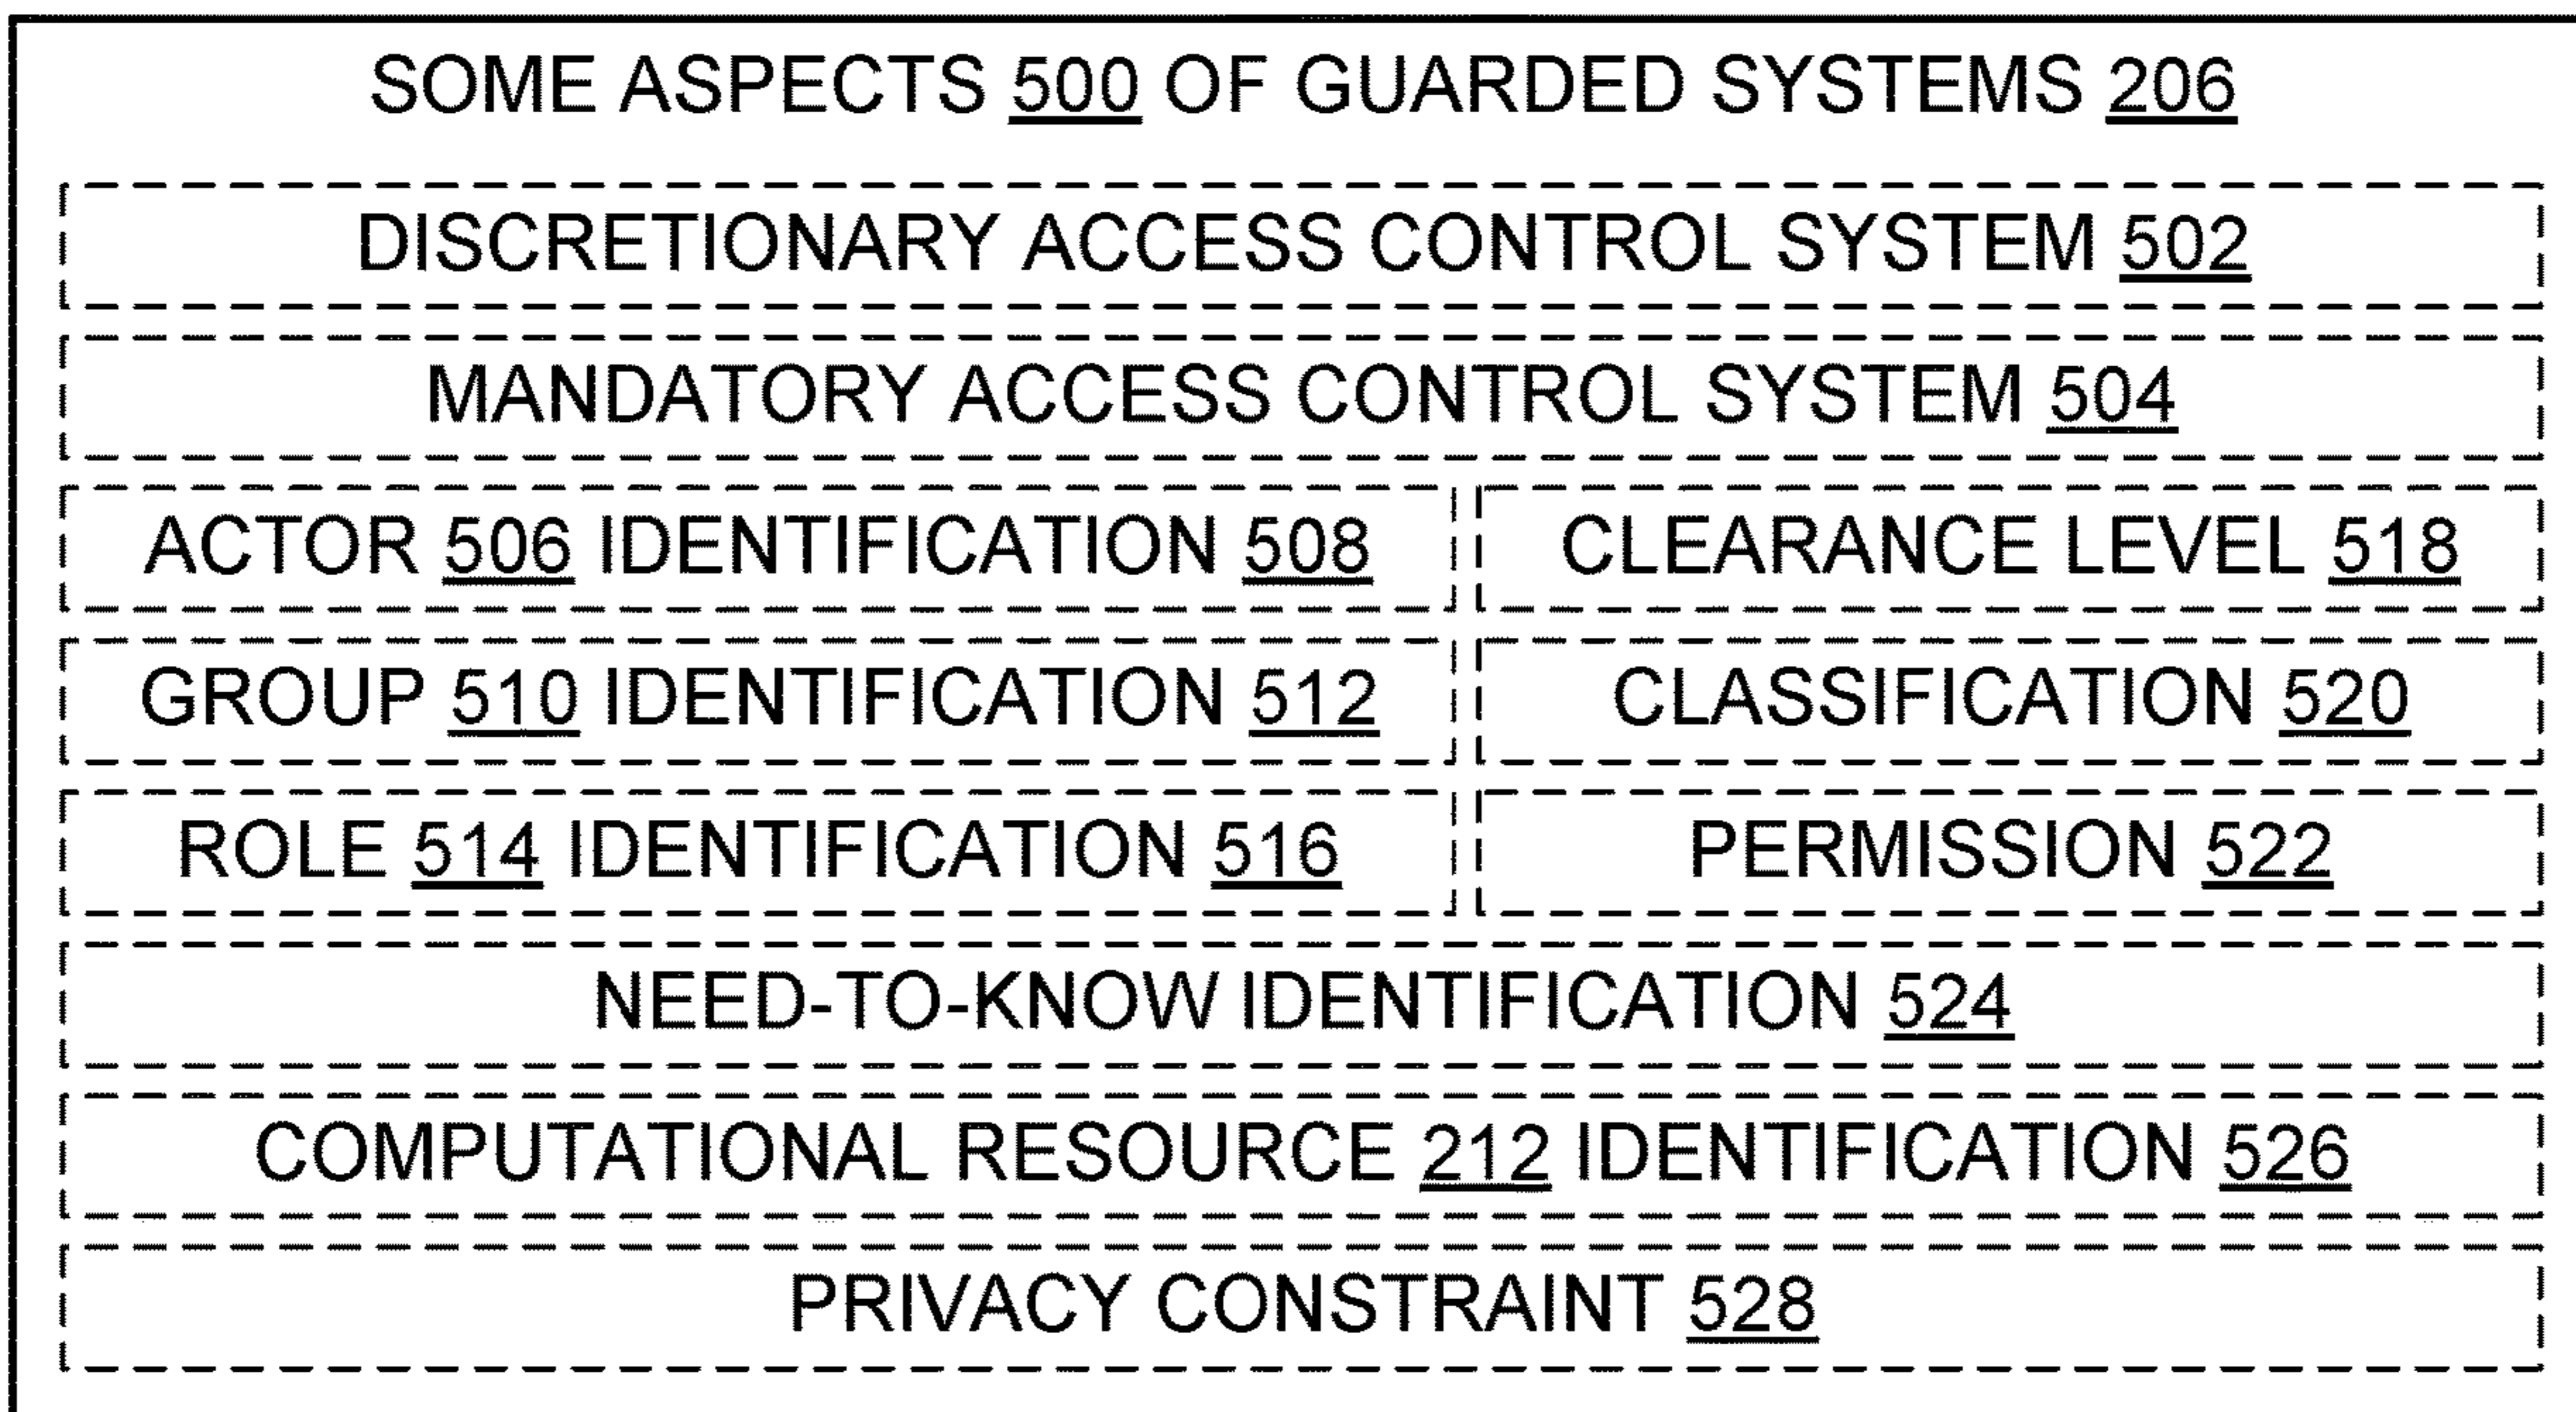 SOME ASPECTS 500 OF GUARDED SYSTEMS 206
DISCRETIONARY ACCESS CONTROL SYSTEM 502
MANDATORY ACCESS CONTROL SYSTEM 504
ACTOR 506 IDENTIFICATION 508
CLEARANCE LEVEL 518
GROUP 510 IDENTIFICATION 512
CLASSIFICATION 520
ROLE 514 IDENTIFICATION 516
PERMISSION 522
NEED-TO-KNOW IDENTIFICATION 524
COMPUTATIONAL RESOURCE 212 IDENTIFICATION 526
PRIVACY CONSTRAINT 528